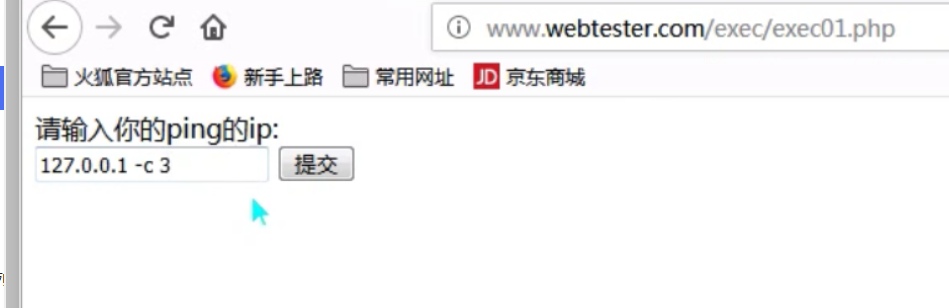 www.webtester.com/exec/exec01.php
火狐官方站点 新手上路 常用网址 JD 京东商城
请输入你的ping的ip:
127.0.0.1 -c 3 提交